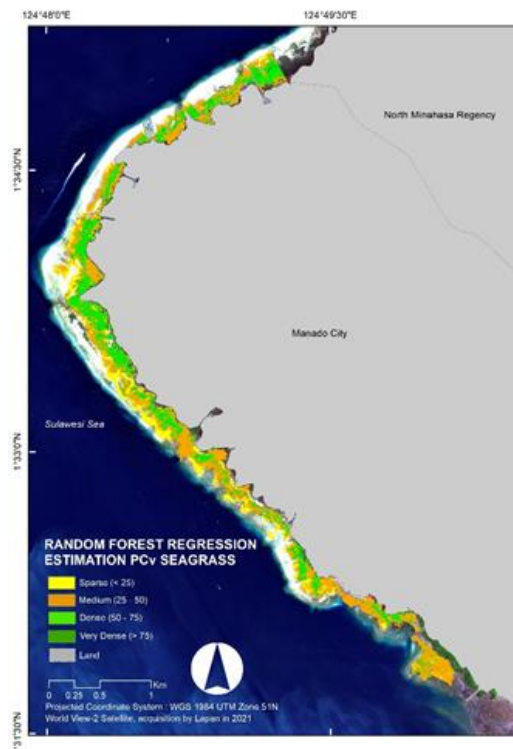 124°48'0"E 124°49'30"E
North Minahasa Regency
1°34'0"N
Manado City
Sulawesi Sea
1°33'0"N
RANDOM FOREST REGRESSION
ESTIMATION PCv SEAGRASS
Sparse (< 25)
Medium (25 - 50)
Dense (50 - 75)
Very Dense (> 75)
Land
Km
0 0.25 0.5 1
Projected Coordinate System : WGS 1984 UTM Zone 51N
World View-2 Satellite, acquisition by Lapan in 2021